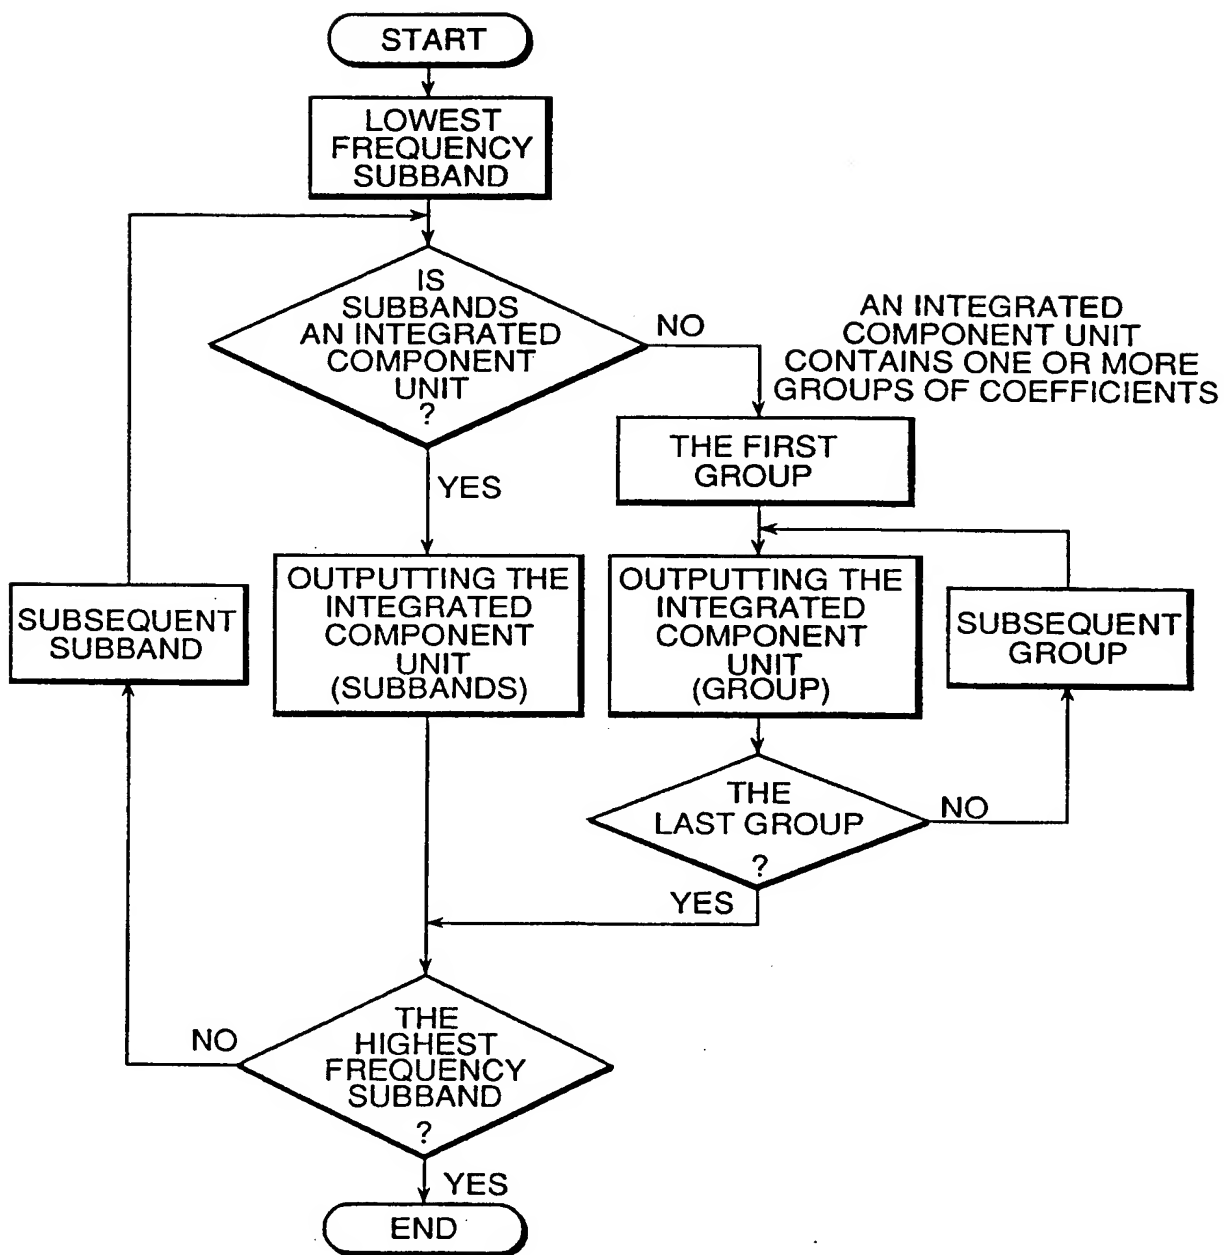 START
LOWEST
FREQUENCY
SUBBAND
IS
SUBBANDS
AN INTEGRATED
COMPONENT
UNIT
?
NO
AN INTEGRATED
COMPONENT UNIT
CONTAINS ONE OR MORE
GROUPS OF COEFFICIENTS
THE FIRST
GROUP
YES
OUTPUTTING THE
INTEGRATED
COMPONENT
UNIT
(SUBBANDS)
OUTPUTTING THE
INTEGRATED
COMPONENT
UNIT
(GROUP)
SUBSEQUENT
GROUP
SUBSEQUENT
SUBBAND
THE
LAST GROUP
?
NO
YES
THE
HIGHEST
FREQUENCY
SUBBAND
?
NO
YES
END